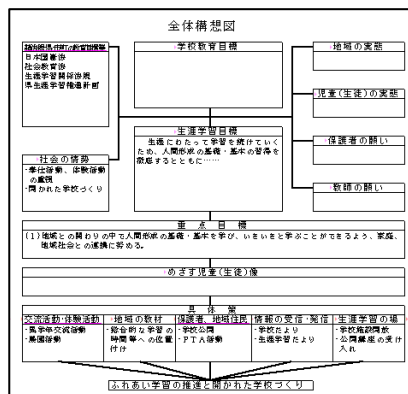 全体構想図
日本国憲法
社会教育法
生涯学習関係法規
県生涯学習推進計画
学校教育目標
地域の実態
児童(生徒)の実態
保護者の願い
教師の願い
生涯学習目標
生涯にわたって学習を続けていくため、人間形成の基礎・基本の習得を徹底するとともに……
社会の情勢
・奉仕活動、体験活動の重視
・開かれた学校づくり
重点目標
(1)地域との関わりの中で人間形成の基礎・基本を学び、いきいきと学ぶことができるよう、家庭、
地域社会との連携に努める。
めざす児童(生徒)像
具体策
交流活動・体験活動
・異学年交流活動
・農園活動
地域の教材
・総合的な学習の
時間等への位置
付け
保護者、地域住民
・学校公開
・PTA活動
情報の受信・発信
・学校だより
・生涯学習だより
生涯学習の場
・学校施設開放
・公開講座の受け
入れ
ふれあい学習の推進と開かれた学校づくり